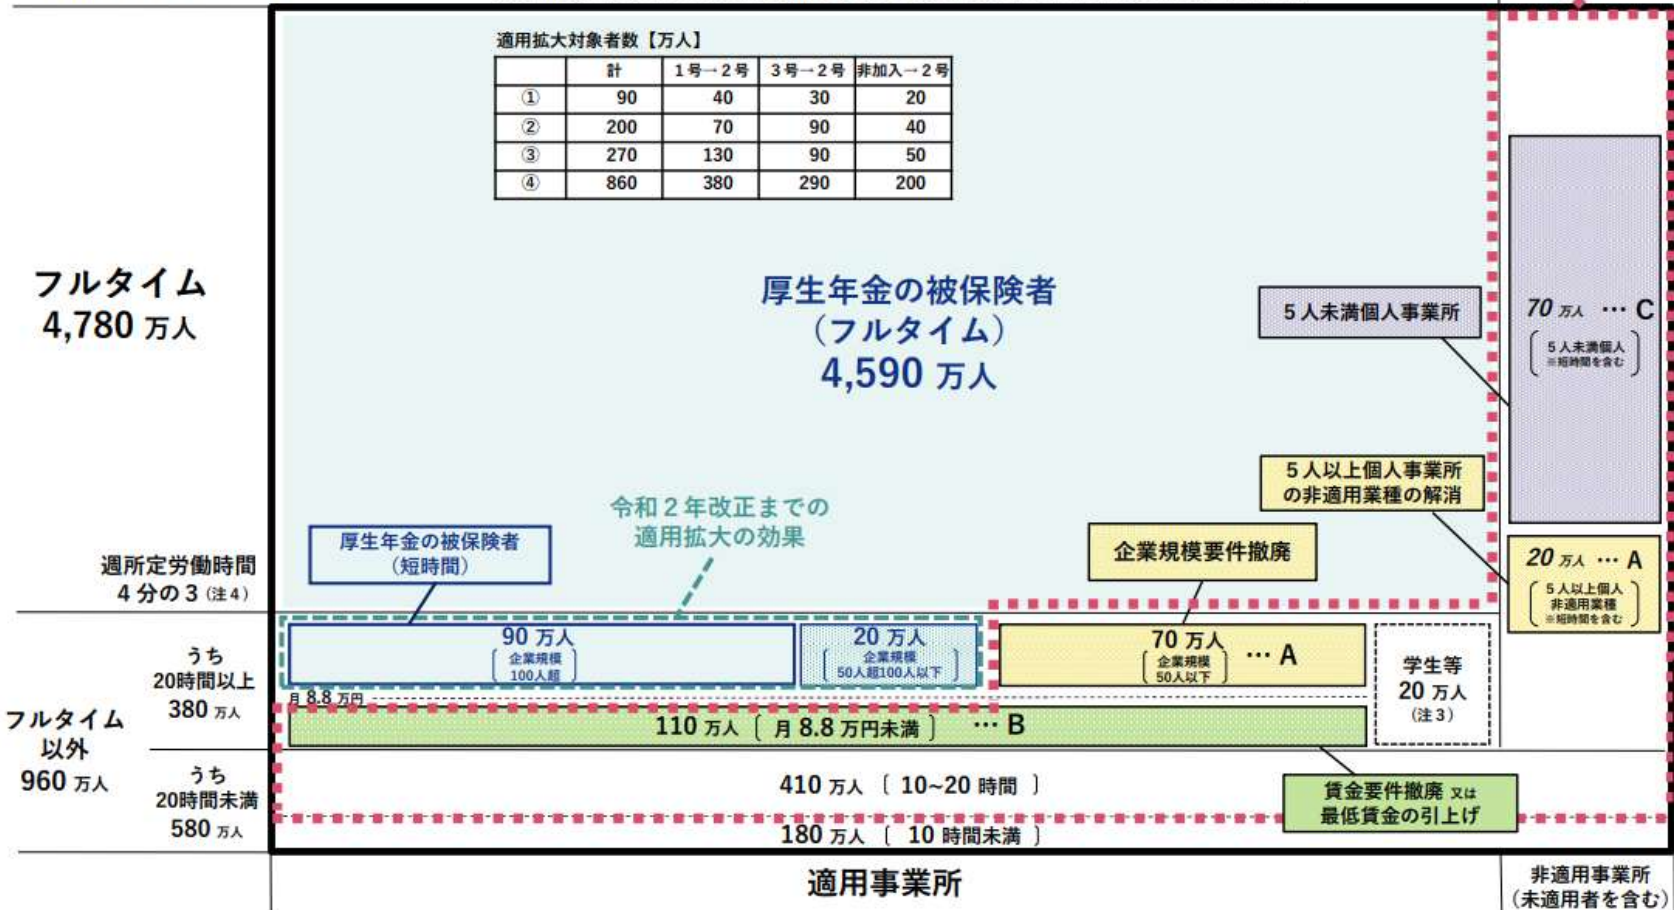 適用拡大対象者数【万人】
計 1号→2号 3号→2号 非加入→2号
① 90 40 30 20
② 200 70 90 40
③ 270 130 90 50
④ 860 380 290 200
フルタイム
4,780 万人
厚生年金の被保険者
(フルタイム)
4,590 万人
5人未満個人事業所
70 万人 … C
5人未満個人
※短時間を含む
5人以上個人事業所
の非適用業種の解消
20 万人 … A
5人以上個人
非適用業種
※短時間を含む
令和2年改正までの
適用拡大の効果
厚生年金の被保険者
(短時間)
企業規模要件撤廃
週所定労働時間
4分の3(注4)
90 万人
企業規模
100人超
20 万人
企業規模
50人超100人以下
70 万人 … A
企業規模
50人以下
学生等
20 万人
(注3)
うち
20時間以上
380 万人
月 8.8 万円
110 万人〔 月 8.8 万円未満 〕 … B
フルタイム
以外
960 万人
うち
20時間未満
580 万人
410 万人〔 10~20 時間 〕
賃金要件撤廃 又は
最低賃金の引上げ
180 万人〔 10 時間未満 〕
適用事業所
非適用事業所
(未適用者を含む)